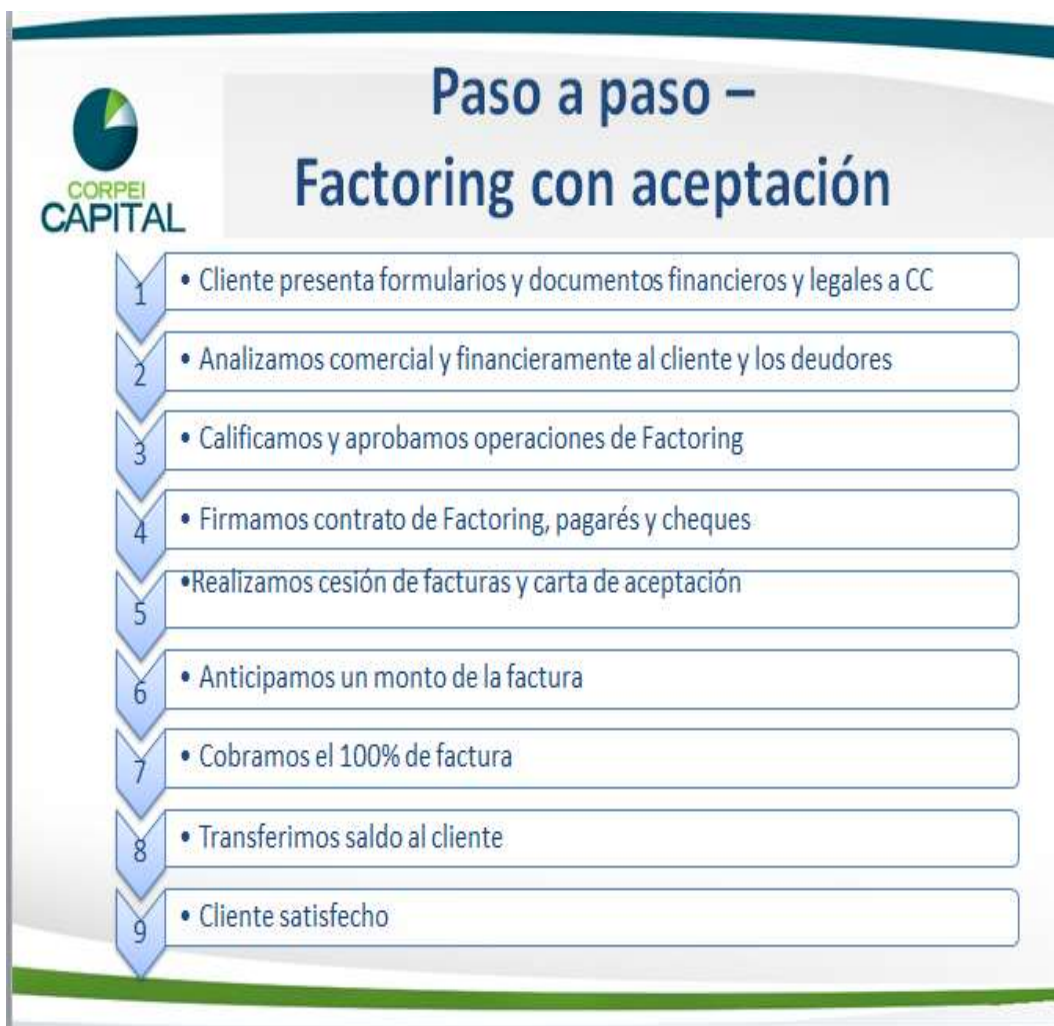 Paso a paso –
Factoring con aceptación
CORPEI
CAPITAL
1
• Cliente presenta formularios y documentos financieros y legales a CC
2
• Analizamos comercial y financieramente al cliente y los deudores
3
• Calificamos y aprobamos operaciones de Factoring
4
• Firmamos contrato de Factoring, pagarés y cheques
5
•Realizamos cesión de facturas y carta de aceptación
6
• Anticipamos un monto de la factura
7
• Cobramos el 100% de factura
8
• Transferimos saldo al cliente
9
• Cliente satisfecho